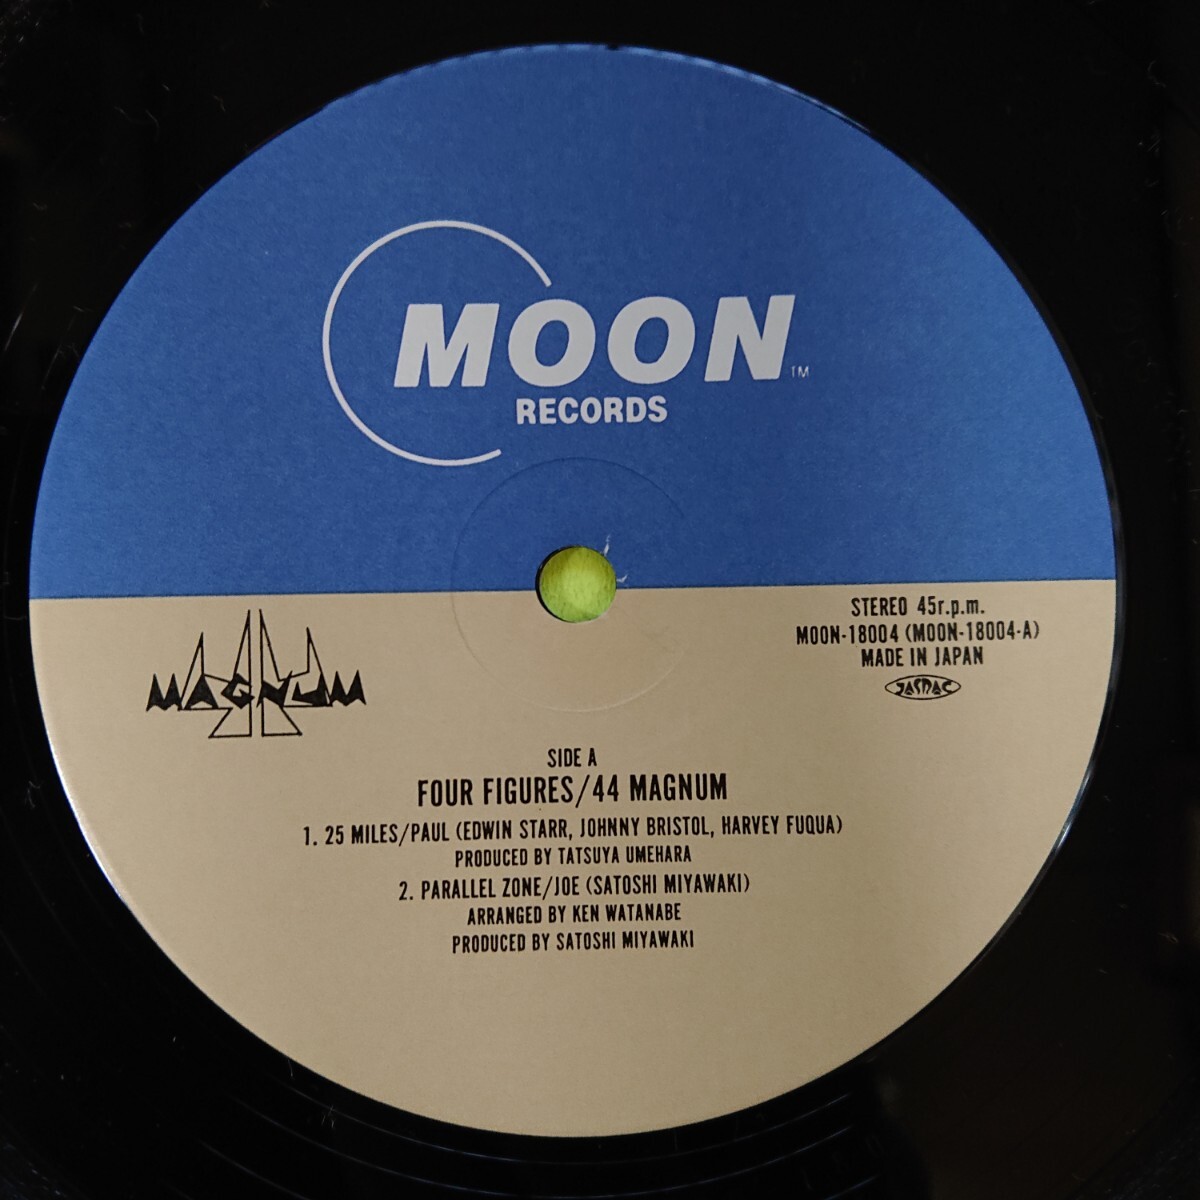 MOON TM
RECORDS
STEREO 45r.p.m.
MOON-18004 (MOON-18004-A)
MADE IN JAPAN
JASRAC
44 MAGNUM
SIDE A
FOUR FIGURES/44 MAGNUM
1. 25 MILES/PAUL (EDWIN STARR, JOHNNY BRISTOL, HARVEY FUQUA)
PRODUCED BY TATSUYA UMEHARA
2. PARALLEL ZONE/JOE (SATOSHI MIYAWAKI)
ARRANGED BY KEN WATANABE
PRODUCED BY SATOSHI MIYAWAKI